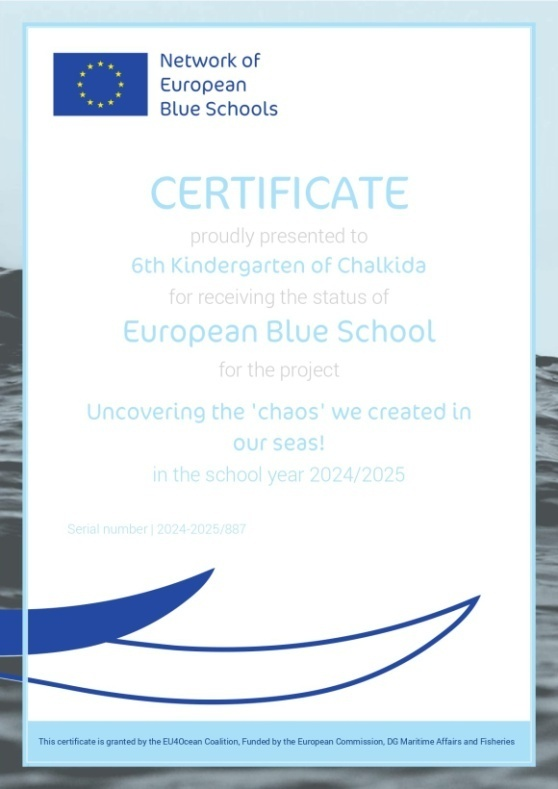 Network of
European
Blue Schools
CERTIFICATE
proudly presented to
6th Kindergarten of Chalkida
for receiving the status of
European Blue School
for the project
Uncovering the 'chaos' we created in
our seas!
in the school year 2024/2025
Serial number | 2024-2025/887
This certificate is granted by the EU4Ocean Coalition, Funded by the European Commission, DG Maritime Affairs and Fisheries